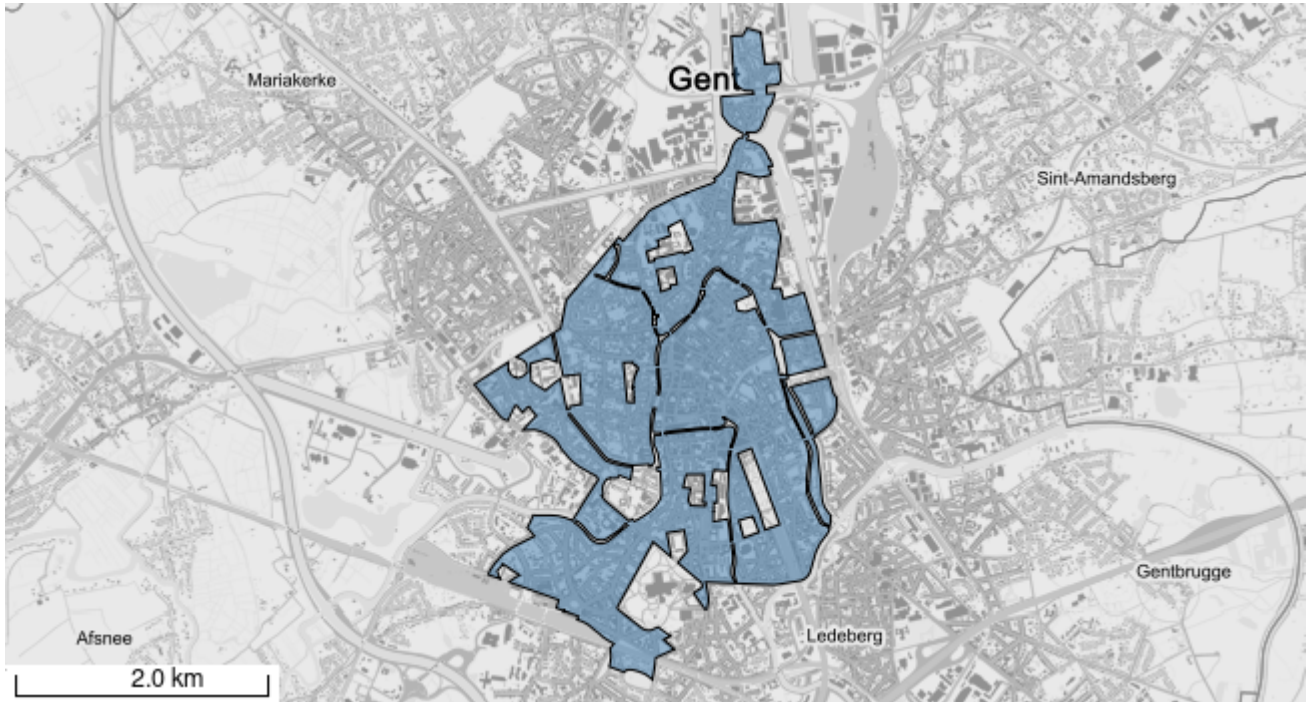 Gent
Mariakerke
Sint-Amandsberg
Gentbrugge
Afsnee
Ledeberg
2.0 km